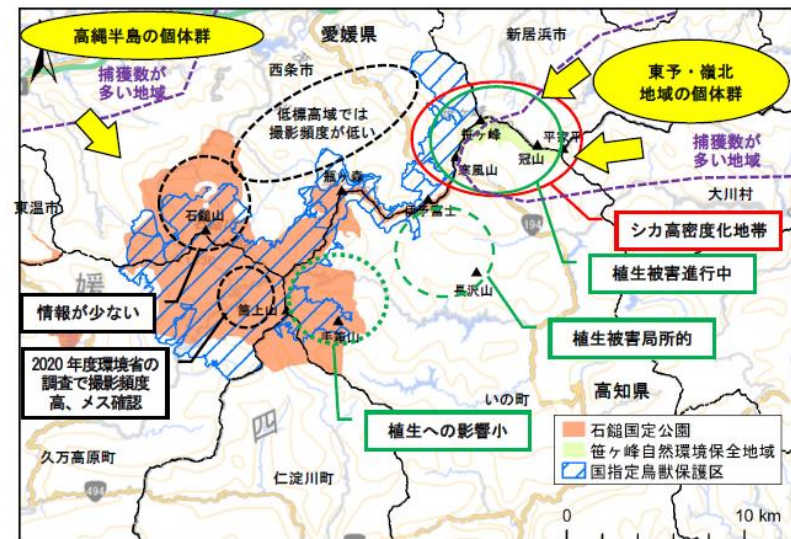 高縄半島の個体群
愛媛県
新居浜市
西条市
捕獲数が
多い地域
低標高域では
撮影頻度が低い
東予・嶺北
地域の個体群
笹ヶ峰
平家平
冠山
寒風山
捕獲数が
多い地域
大川村
瓶ヶ森
伊予富士
東温市
?
石鎚山
194
シカ高密度化地帯
植生被害進行中
媛
長沢山
情報が少ない
筒上山
手箱山
植生被害局所的
2020年度環境省の
調査で撮影頻度
高、メス確認
高知県
いの町
植生への影響小
四
石鎚国定公園
笹ヶ峰自然環境保全地域
国指定鳥獣保護区
久万高原町
仁淀川町
494
0 10 km